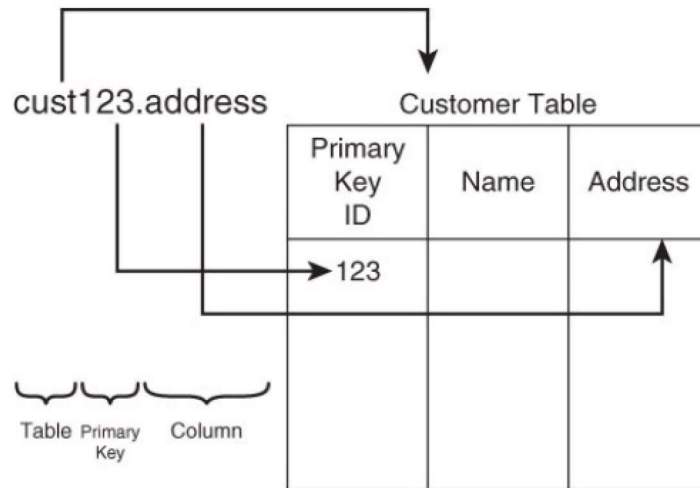 cust123.address
Customer Table
Primary
Key
ID
Name
Address
123
Table
Primary
Key
Column